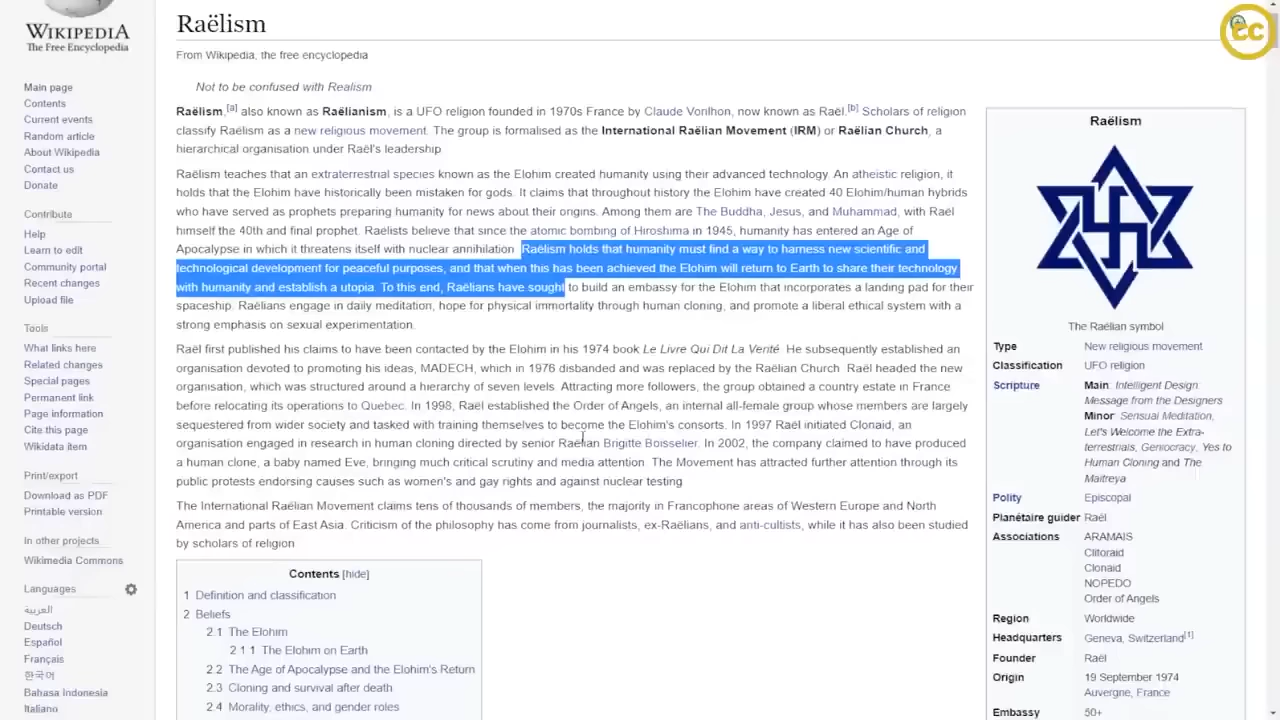 WIKIPEDIA
The Free Encyclopedia
Main page
Contents
Current events
Random article
About Wikipedia
Contact us
Donate
Contribute
Help
Learn to edit
Community portal
Recent changes
Upload file
Tools
What links here
Related changes
Special pages
Permanent link
Page information
Cite this page
Wikidata item
Print/export
Download as PDF
Printable version
In other projects
Wikimedia Commons
Languages
العربية
Deutsch
Español
Français
한국어
Bahasa Indonesia
Italiano
Raëlism
From Wikipedia, the free encyclopedia
Not to be confused with Realism
Raëlism,[a] also known as Raëlianism, is a UFO religion founded in 1970s France by Claude Vorilhon, now known as Raël.[b] Scholars of religion
classify Raëlism as a new religious movement. The group is formalised as the International Raëlian Movement (IRM) or Raëlian Church, a
hierarchical organisation under Raël's leadership.
Raëlism teaches that an extraterrestrial species known as the Elohim created humanity using their advanced technology. An atheistic religion, it
holds that the Elohim have historically been mistaken for gods. It claims that throughout history the Elohim have created 40 Elohim/human hybrids
who have served as prophets preparing humanity for news about their origins. Among them are The Buddha, Jesus, and Muhammad, with Raël
himself the 40th and final prophet. Raëlists believe that since the atomic bombing of Hiroshima in 1945, humanity has entered an Age of
Apocalypse in which it threatens itself with nuclear annihilation. Raëlism holds that humanity must find a way to harness new scientific and
technological development for peaceful purposes, and that when this has been achieved the Elohim will return to Earth to share their technology
with humanity and establish a utopia. To this end, Raëlians have sought to build an embassy for the Elohim that incorporates a landing pad for their
spaceship. Raëlians engage in daily meditation, hope for physical immortality through human cloning, and promote a liberal ethical system with a
strong emphasis on sexual experimentation.
Raël first published his claims to have been contacted by the Elohim in his 1974 book Le Livre Qui Dit La Verité. He subsequently established an
organisation devoted to promoting his ideas, MADECH, which in 1976 disbanded and was replaced by the Raëlian Church. Raël headed the new
organisation, which was structured around a hierarchy of seven levels. Attracting more followers, the group obtained a country estate in France
before relocating its operations to Quebec. In 1998, Raël established the Order of Angels, an internal all-female group whose members are largely
sequestered from wider society and tasked with training themselves to become the Elohim's consorts. In 1997 Raël initiated Clonaid, an
organisation engaged in research in human cloning directed by senior Raëlian Brigitte Boisselier. In 2002, the company claimed to have produced
a human clone, a baby named Eve, bringing much critical scrutiny and media attention. The Movement has attracted further attention through its
public protests endorsing causes such as women's and gay rights and against nuclear testing.
The International Raëlian Movement claims tens of thousands of members, the majority in Francophone areas of Western Europe and North
America and parts of East Asia. Criticism of the philosophy has come from journalists, ex-Raëlians, and anti-cultists, while it has also been studied
by scholars of religion.
Contents [hide]
1 Definition and classification
2 Beliefs
2.1 The Elohim
2.1.1 The Elohim on Earth
2.2 The Age of Apocalypse and the Elohim's Return
2.3 Cloning and survival after death
2.4 Morality, ethics, and gender roles
cc
Raëlism
The Raëlian symbol
Type New religious movement
Classification UFO religion
Scripture Main: Intelligent Design:
Message from the Designers
Minor: Sensual Meditation,
Let's Welcome the Extra-
terrestrials, Geniocracy, Yes to
Human Cloning and The
Maitreya
Polity Episcopal
Planétaire guider Raël
Associations ARAMAIS
Clitoraid
Clonaid
NOPEDO
Order of Angels
Region Worldwide
Headquarters Geneva, Switzerland[1]
Founder Raël
Origin 19 September 1974
Auvergne, France
Embassy 50+